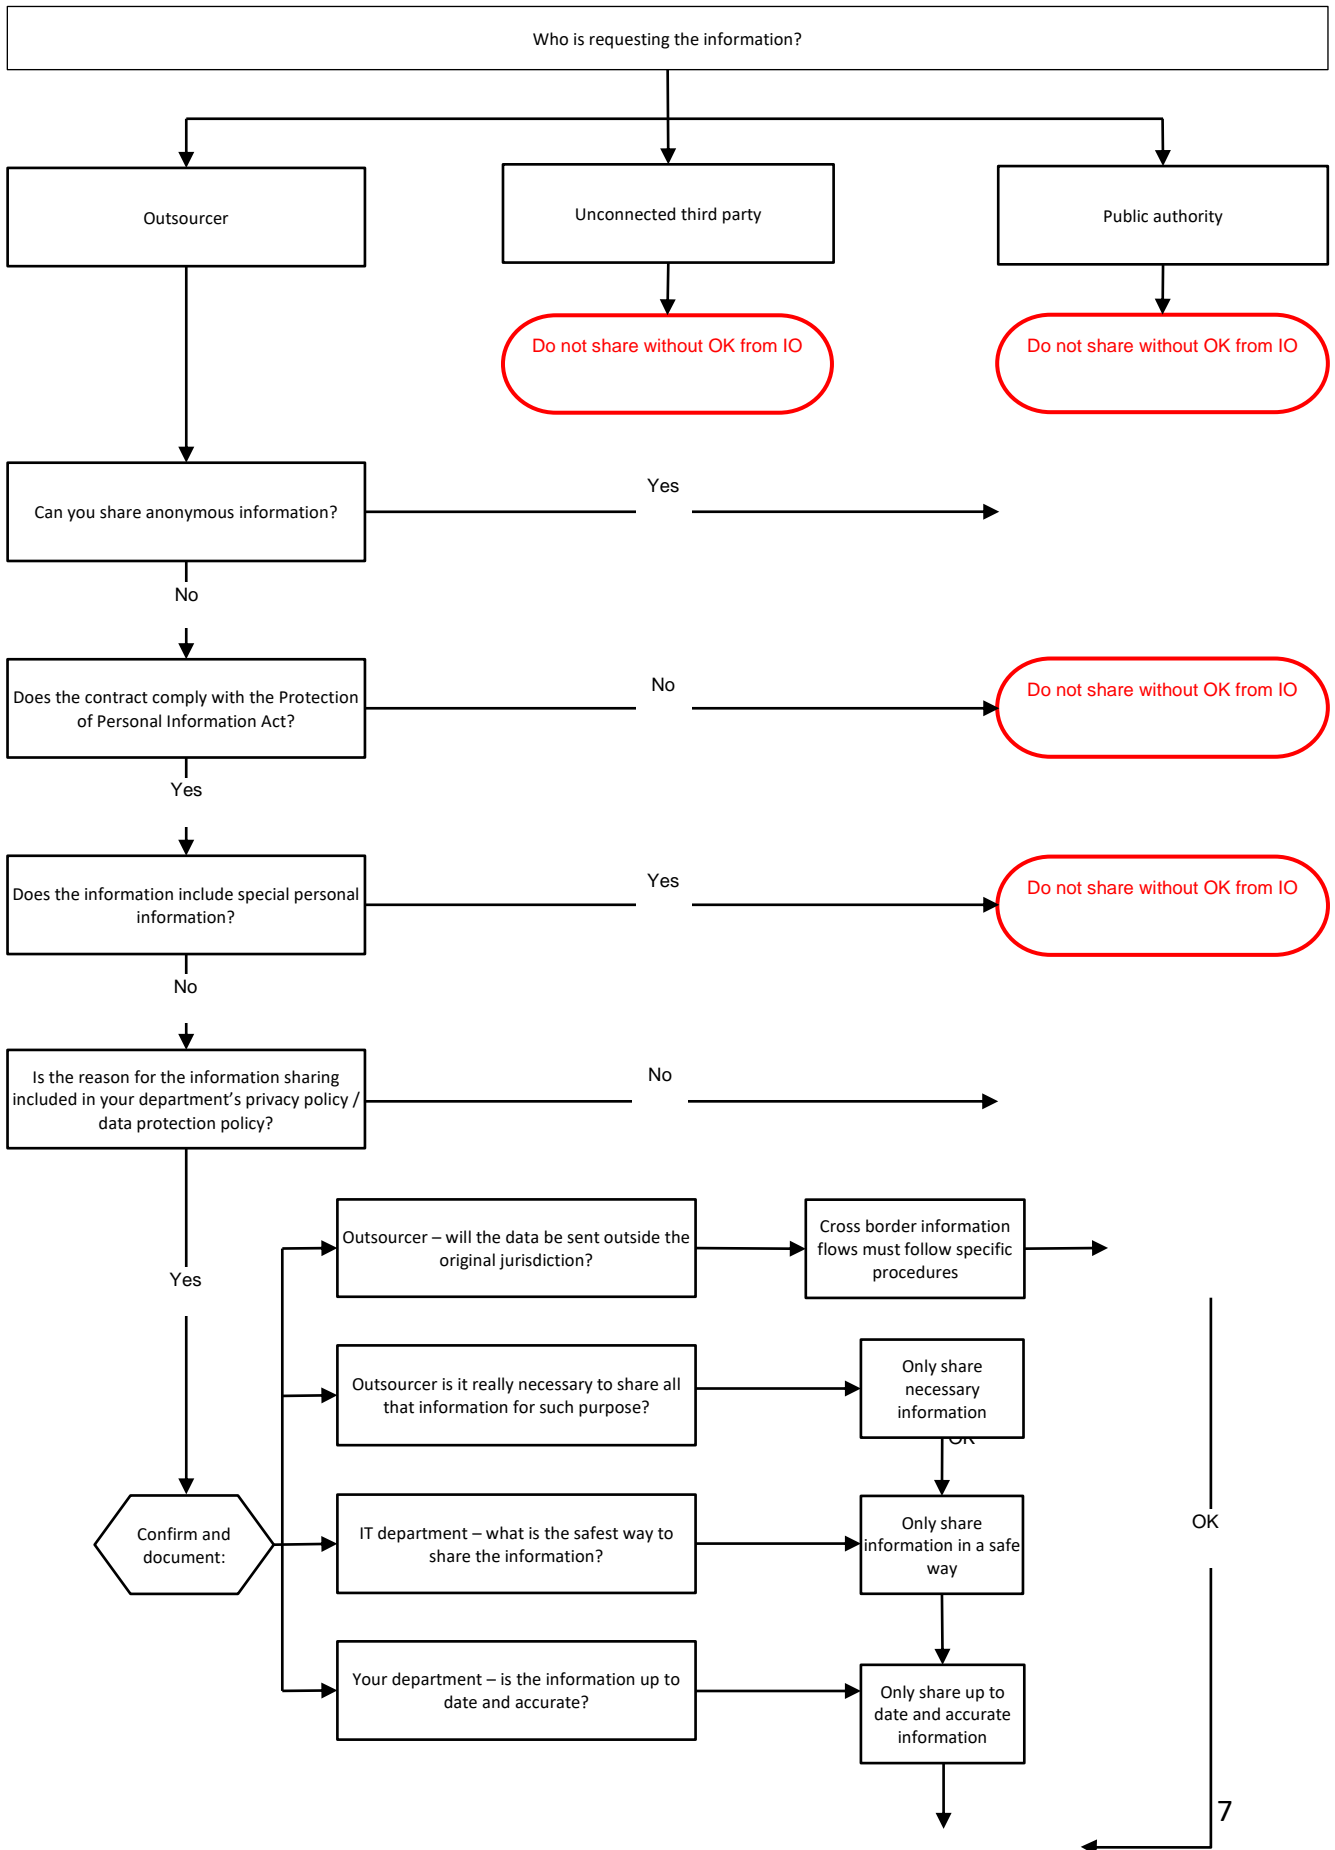 Who is requesting the information?
Outsourcer
Unconnected third party
Public authority
Do not share without OK from IO
Do not share without OK from IO
Can you share anonymous information?
Yes
No
Does the contract comply with the Protection
of Personal Information Act?
No
Do not share without OK from IO
Yes
Does the information include special personal
information?
Yes
Do not share without OK from IO
No
Is the reason for the information sharing
included in your department’s privacy policy /
data protection policy?
No
Yes
Outsourcer – will the data be sent outside the
original jurisdiction?
Cross border information
flows must follow specific
procedures
Outsourcer is it really necessary to share all
that information for such purpose?
Only share
necessary
information
OK
Confirm and
document:
IT department – what is the safest way to
share the information?
Only share
information in a safe
way
OK
Your department – is the information up to
date and accurate?
Only share up to
date and accurate
information
7